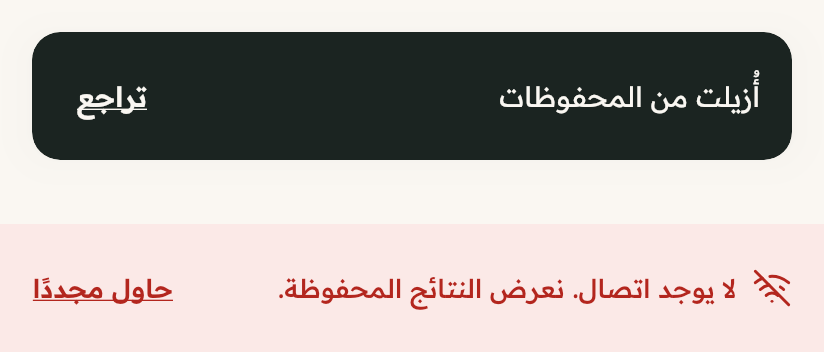 أُزيلت من المحفوظات
تراجع
لا يوجد اتصال. نعرض النتائج المحفوظة.
حاول مجددًا